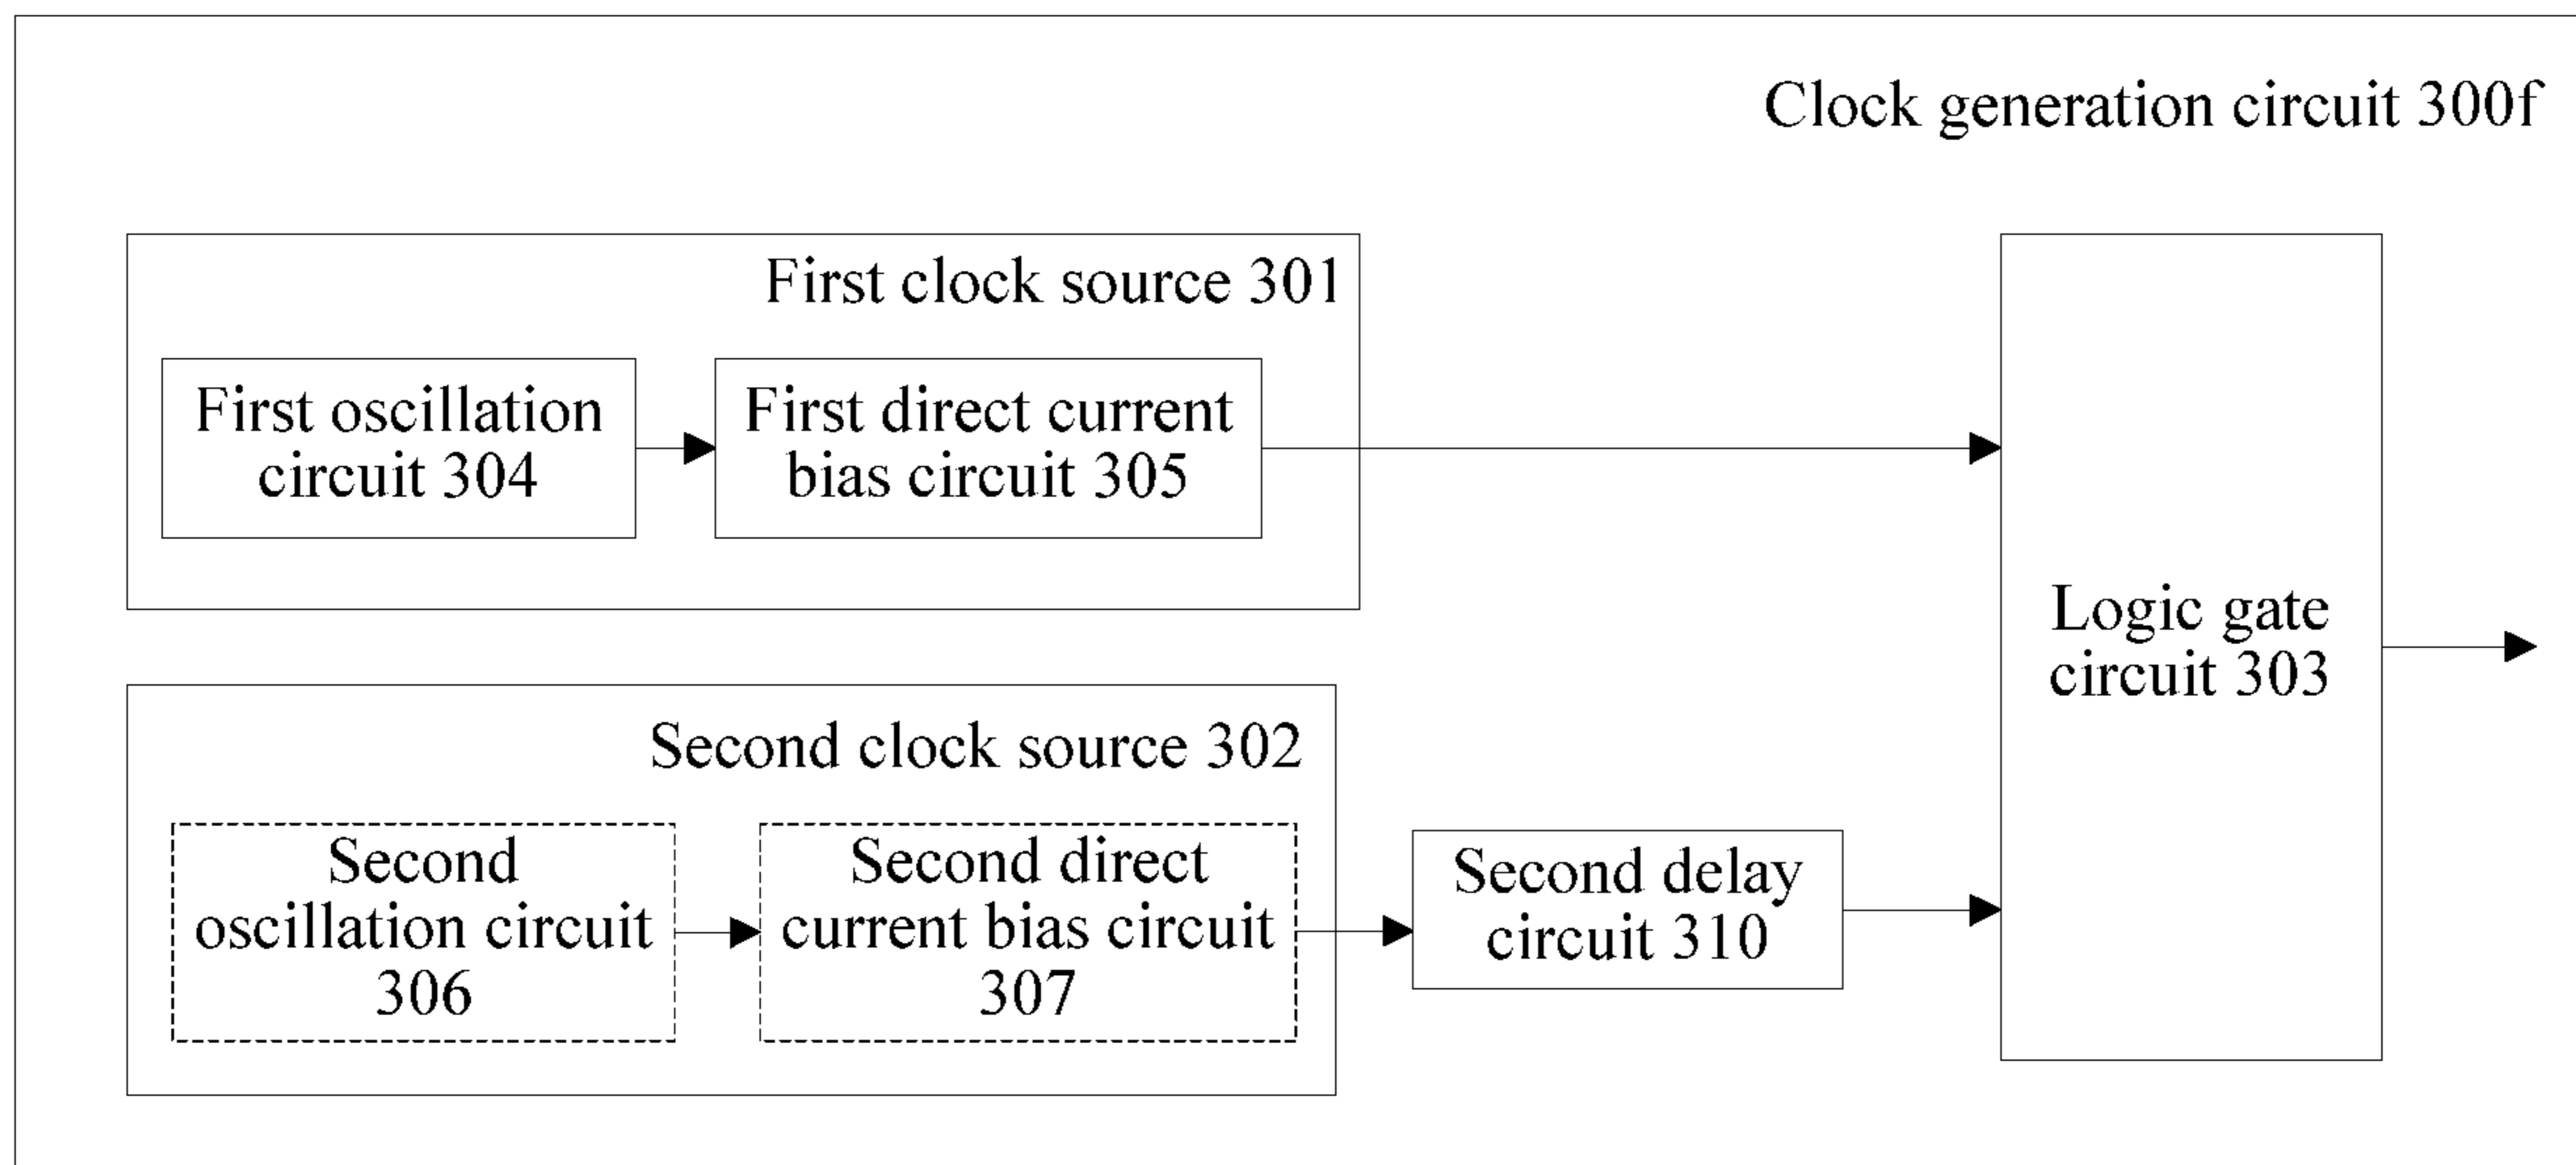 Clock generation circuit 300f
First clock source 301
First oscillation
circuit 304
First direct current
bias circuit 305
Logic gate
circuit 303
Second clock source 302
Second
oscillation circuit
306
Second direct
current bias circuit
307
Second delay
circuit 310